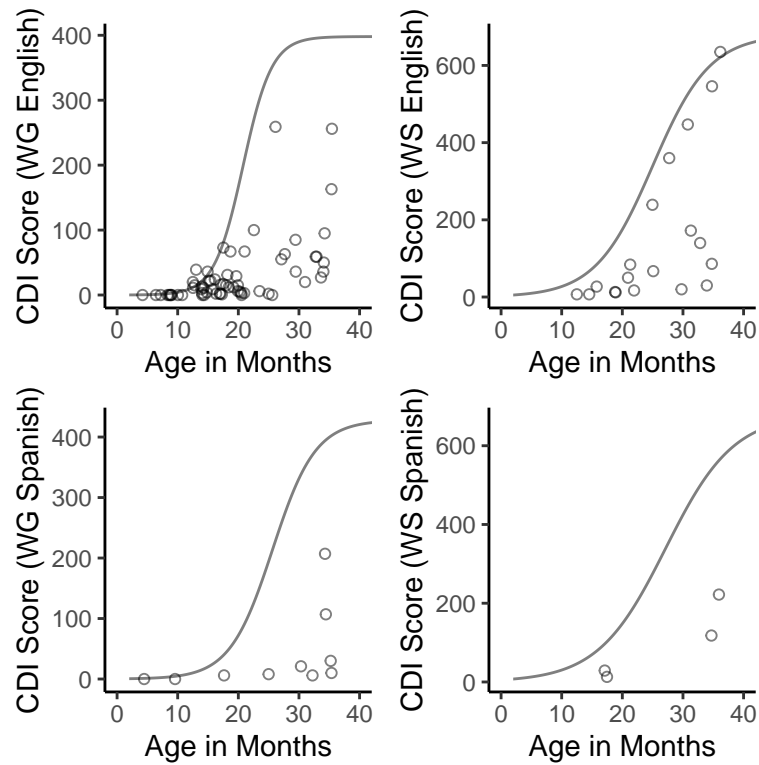 CDI Score (WG English)
400
300
200
100
0
0 10 20 30 40
Age in Months
CDI Score (WS English)
600
400
200
0
0 10 20 30 40
Age in Months
CDI Score (WG Spanish)
400
300
200
100
0
0 10 20 30 40
Age in Months
CDI Score (WS Spanish)
600
400
200
0
0 10 20 30 40
Age in Months